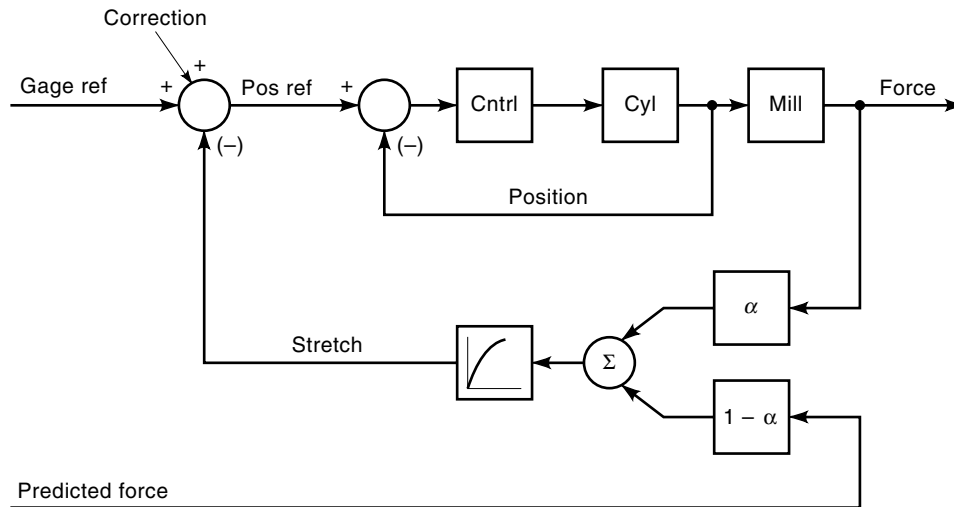 Correction
Gage ref
+
+
Pos ref
+
Cntrl
Cyl
Mill
Force
(–)
(–)
Position
α
Stretch
Σ
1 – α
Predicted force